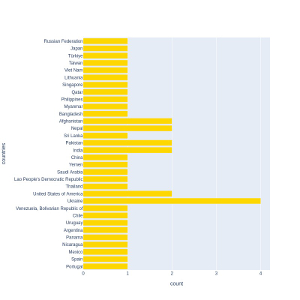 Russian Federation
Japan
Türkiye
Taiwan
Viet Nam
Lithuania
Singapore
Qatar
Philippines
Myanmar
Bangladesh
Afghanistan
Nepal
Sri Lanka
Pakistan
India
China
Yemen
Saudi Arabia
Lao People's Democratic Republic
Thailand
United States of America
Ukraine
Venezuela, Bolivarian Republic of
Chile
Uruguay
Argentina
Panama
Nicaragua
Mexico
Spain
Portugal
countries
0 1 2 3 4
count